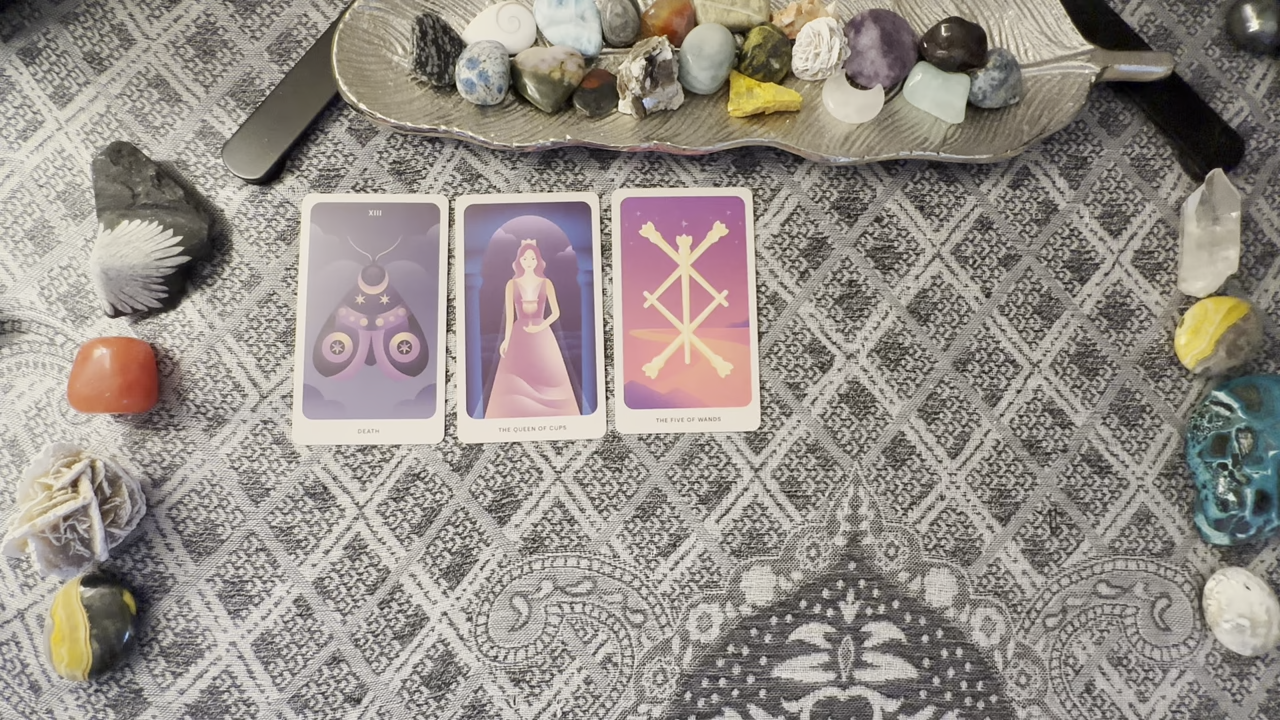 XIII
DEATH
THE QUEEN OF CUPS
THE FIVE OF WANDS